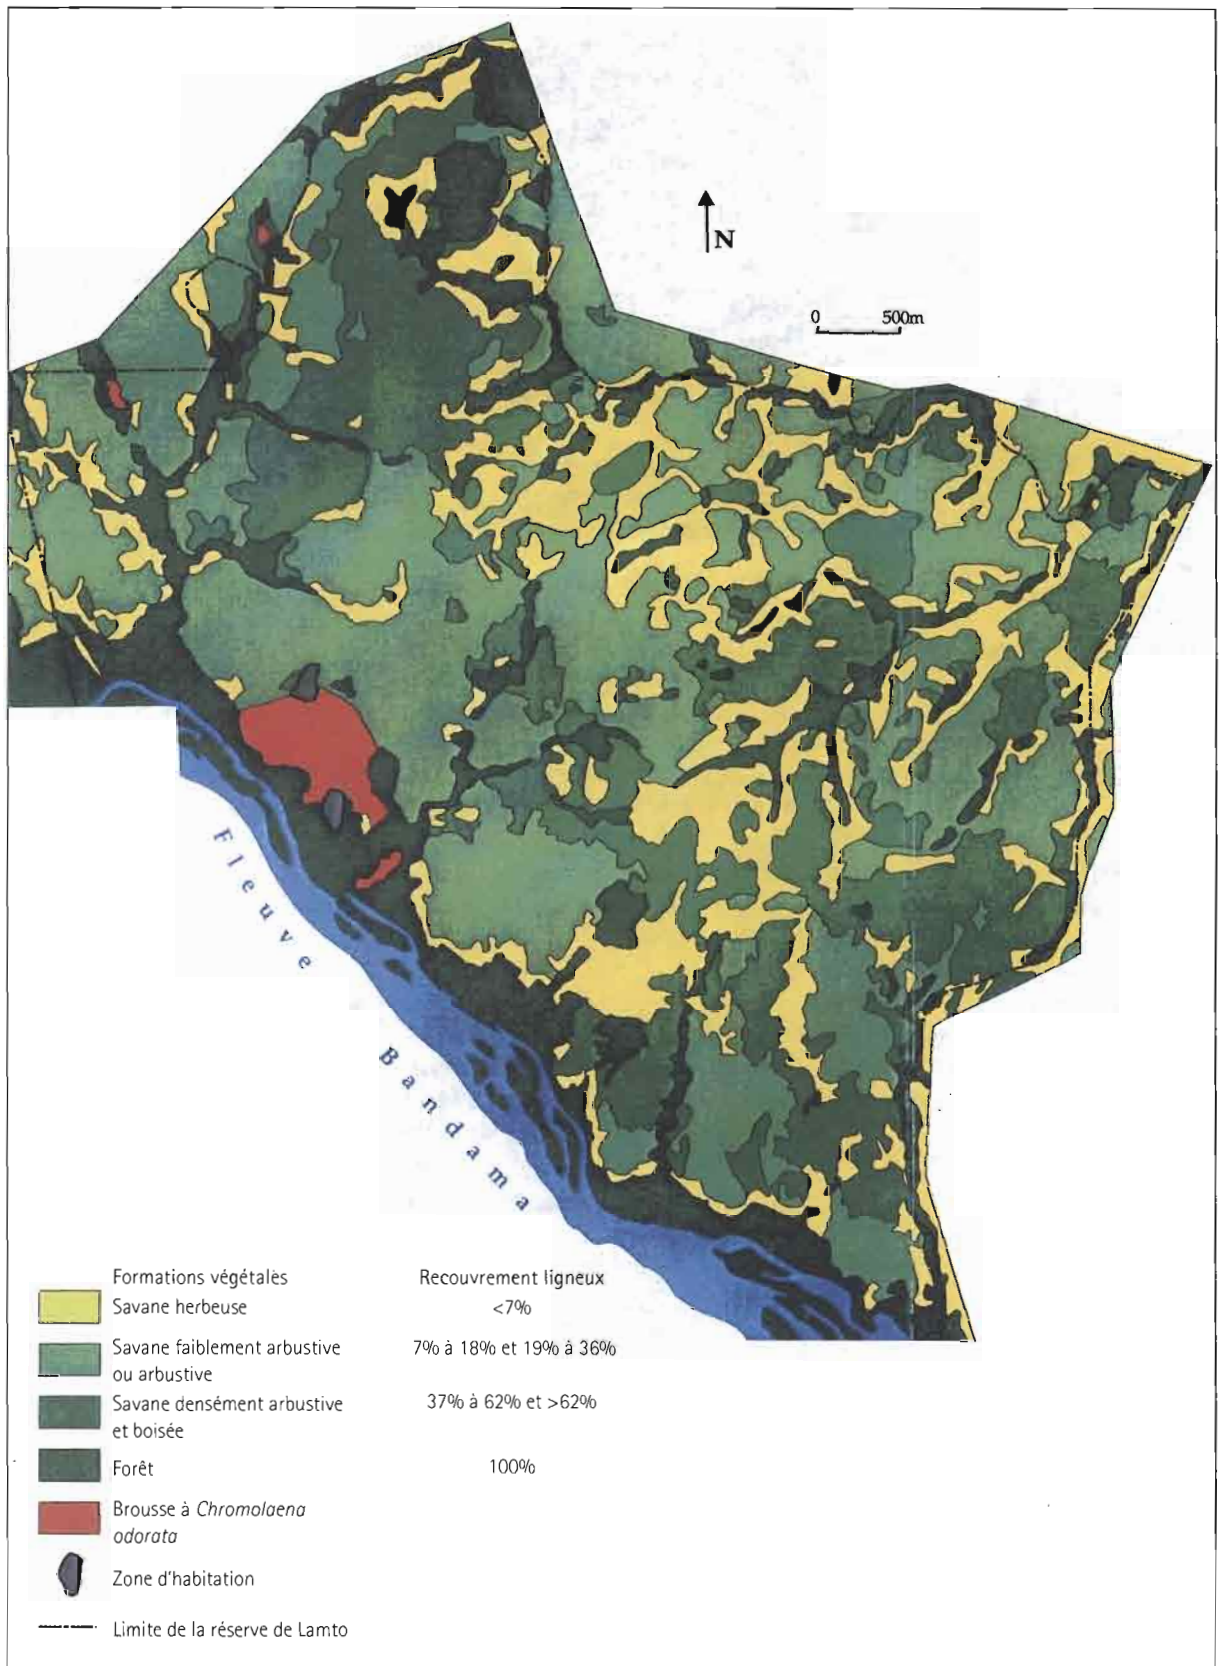 N
0 500m
Fleuve
Bandama
Formations végétales Recouvrement ligneux
Savane herbeuse <7%
Savane faiblement arbustive 7% à 18% et 19% à 36%
ou arbustive
Savane densément arbustive 37% à 62% et >62%
et boisée
Forêt 100%
Brousse à Chromolaena
odorata
Zone d'habitation
Limite de la réserve de Lamto